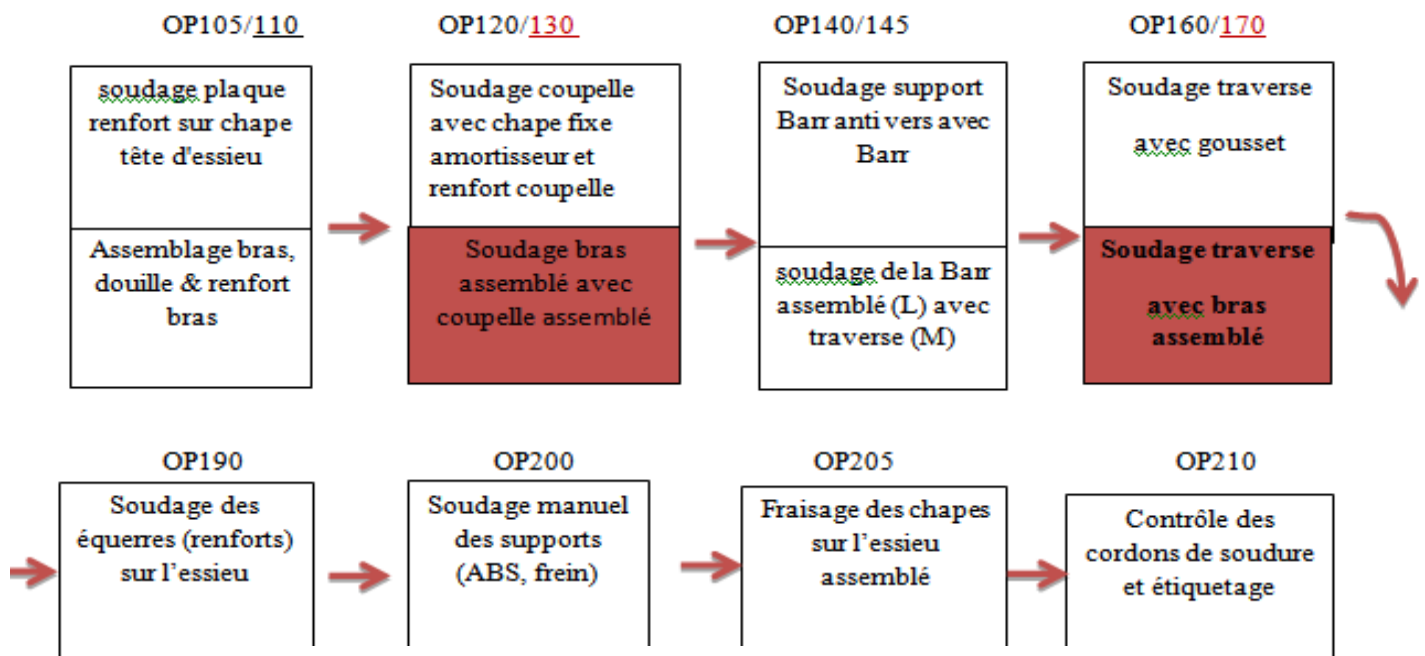 OP105/110
OP120/130
OP140/145
OP160/170
soudage plaque
renfort sur chape
tête d'essieu
Assemblage bras,
douille & renfort
bras
Soudage coupelle
avec chape fixe
amortisseur et
renfort coupelle
Soudage bras
assemblé avec
coupelle assemblé
Soudage support
Barr anti vers avec
Barr
soudage de la Barr
assemblé (L) avec
traverse (M)
Soudage traverse
avec gousset
Soudage traverse
avec bras
assemblé
OP190
OP200
OP205
OP210
Soudage des
équerres (renforts)
sur l’essieu
Soudage manuel
des supports
(ABS, frein)
Fraisage des chapes
sur l’essieu
assemblé
Contrôle des
cordons de soudure
et étiquetage